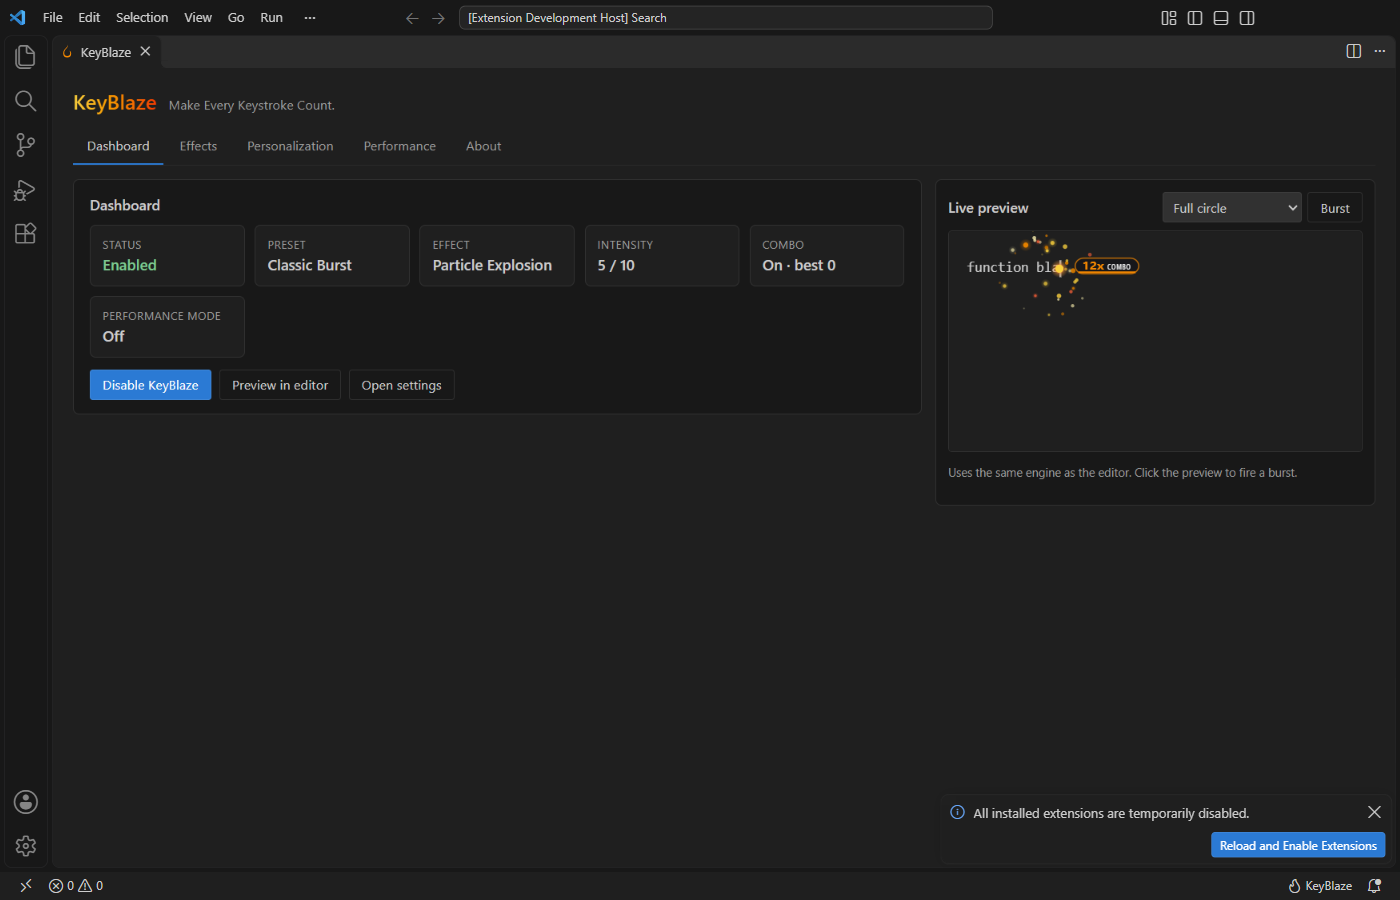 File Edit Selection View Go Run ···
[Extension Development Host] Search
KeyBlaze
KeyBlaze Make Every Keystroke Count.
Dashboard Effects Personalization Performance About
Dashboard
STATUS
Enabled
PRESET
Classic Burst
EFFECT
Particle Explosion
INTENSITY
5 / 10
COMBO
On · best 0
PERFORMANCE MODE
Off
Disable KeyBlaze Preview in editor Open settings
Live preview Full circle Burst
function bla 12x COMBO
Uses the same engine as the editor. Click the preview to fire a burst.
All installed extensions are temporarily disabled.
Reload and Enable Extensions
0 0 KeyBlaze